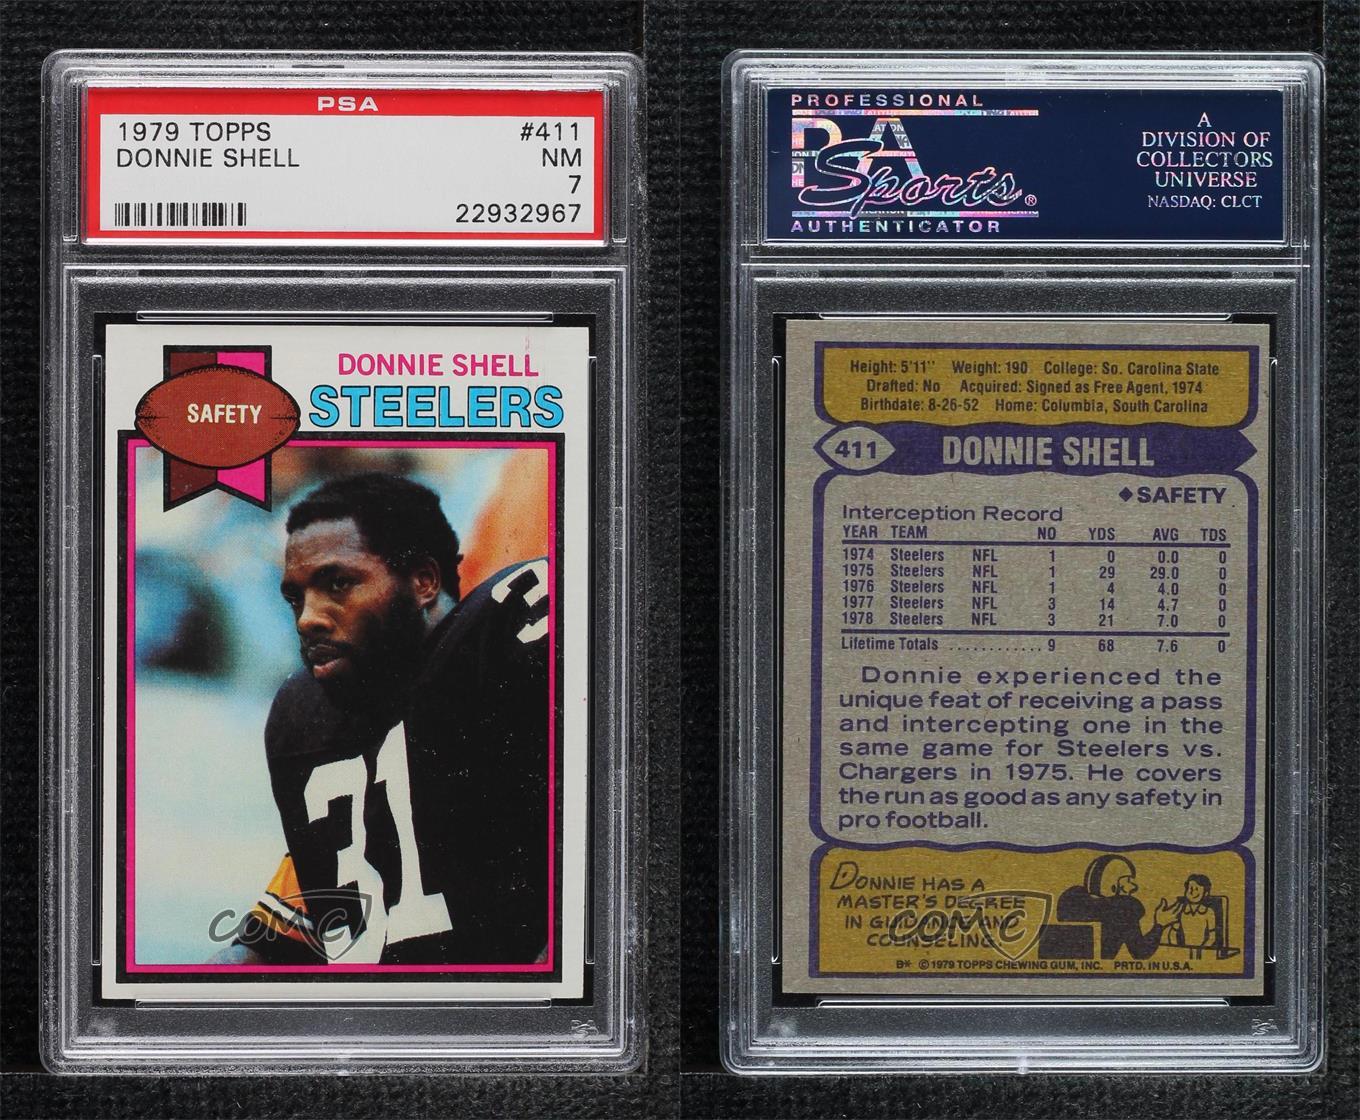 PSA
1979 TOPPS #411
DONNIE SHELL NM
7
22932967
DONNIE SHELL
STEELERS
SAFETY
31
31
COMC
PROFESSIONAL
PSA
Sports®
AUTHENTICATOR
A
DIVISION OF
COLLECTORS
UNIVERSE
NASDAQ: CLCT
Height: 5'11" Weight: 190 College: So. Carolina State
Drafted: No Acquired: Signed as Free Agent, 1974
Birthdate: 8-26-52 Home: Columbia, South Carolina
411 DONNIE SHELL
◆SAFETY
Interception Record
YEAR TEAM NO YDS AVG TDS
1974 Steelers NFL 1 0 0.0 0
1975 Steelers NFL 1 29 29.0 0
1976 Steelers NFL 1 4 4.0 0
1977 Steelers NFL 3 14 4.7 0
1978 Steelers NFL 3 21 7.0 0
Lifetime Totals ............ 9 68 7.6 0
Donnie experienced the
unique feat of receiving a pass
and intercepting one in the
same game for Steelers vs.
Chargers in 1975. He covers
the run as good as any safety in
pro football.
DONNIE HAS A
MASTER'S DEGREE
IN GUIDANCE AND
COUNSELING.
COMC
B* © 1979 TOPPS CHEWING GUM, INC. PRTD. IN U.S.A.